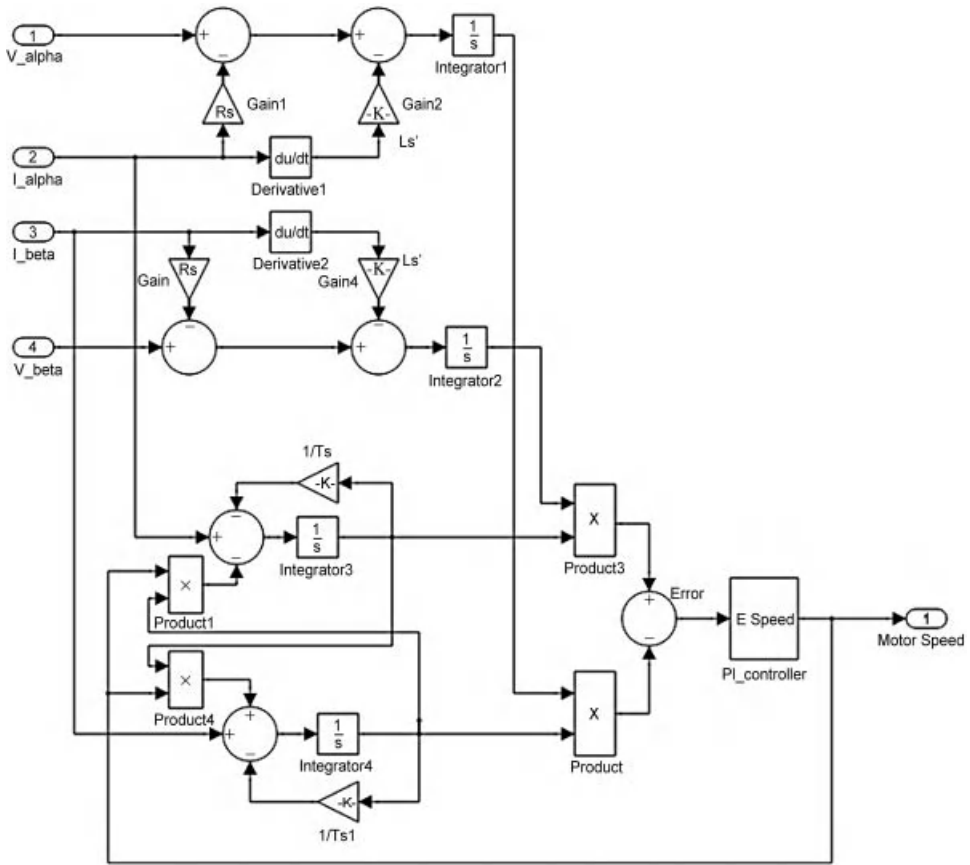 1
V_alpha
+
−
+
−
1
s
Integrator1
Rs
Gain1
-K-
Gain2
Ls'
2
I_alpha
du/dt
Derivative1
3
I_beta
du/dt
Derivative2
Gain
Rs
Gain4
-K-
Ls'
4
V_beta
+
−
+
−
1
s
Integrator2
1/Ts
-K-
+
−
−
1
s
Integrator3
×
Product1
X
Product3
Error
+
−
E Speed
PI_controller
1
Motor Speed
×
Product4
+
+
−
1
s
Integrator4
X
Product
-K-
1/Ts1